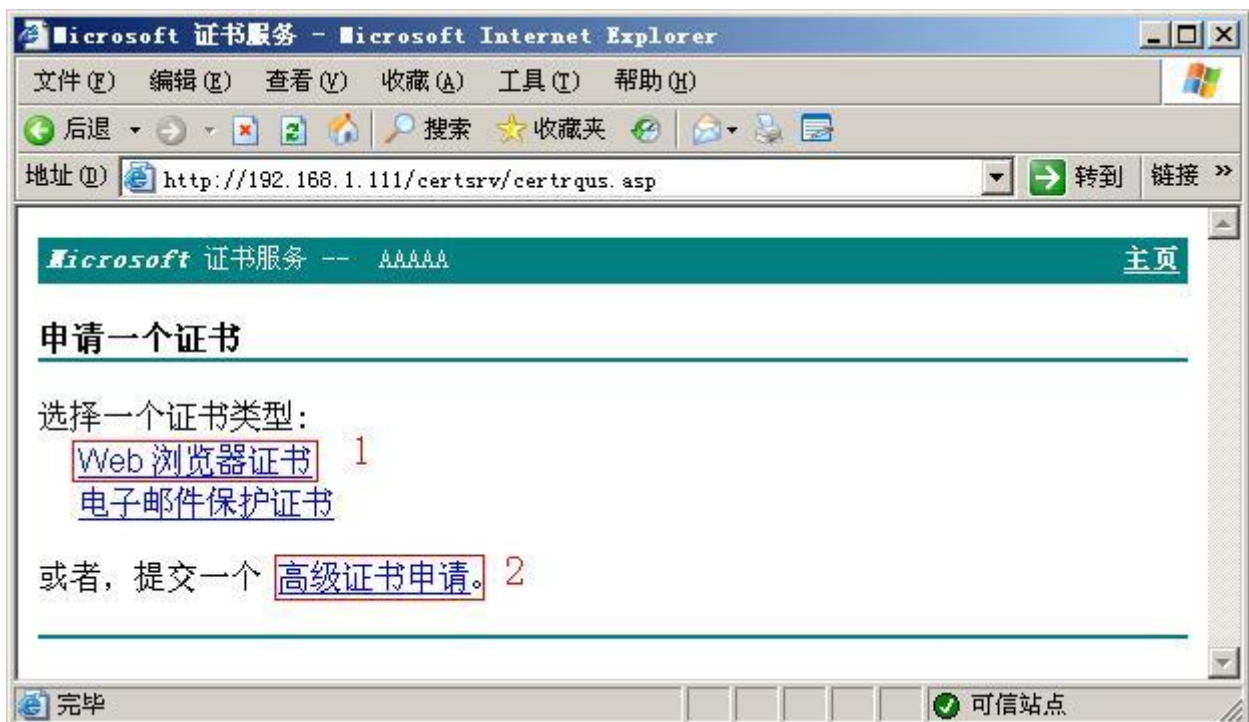 Microsoft 证书服务 - Microsoft Internet Explorer
文件(F) 编辑(E) 查看(V) 收藏(A) 工具(T) 帮助(H)
后退 搜索 收藏夹
地址(D) http://192.168.1.111/certsrv/certrqus.asp 转到 链接 »
Microsoft 证书服务 -- AAAAA 主页
申请一个证书
选择一个证书类型:
Web 浏览器证书 1
电子邮件保护证书
或者，提交一个 高级证书申请。 2
完毕 可信站点